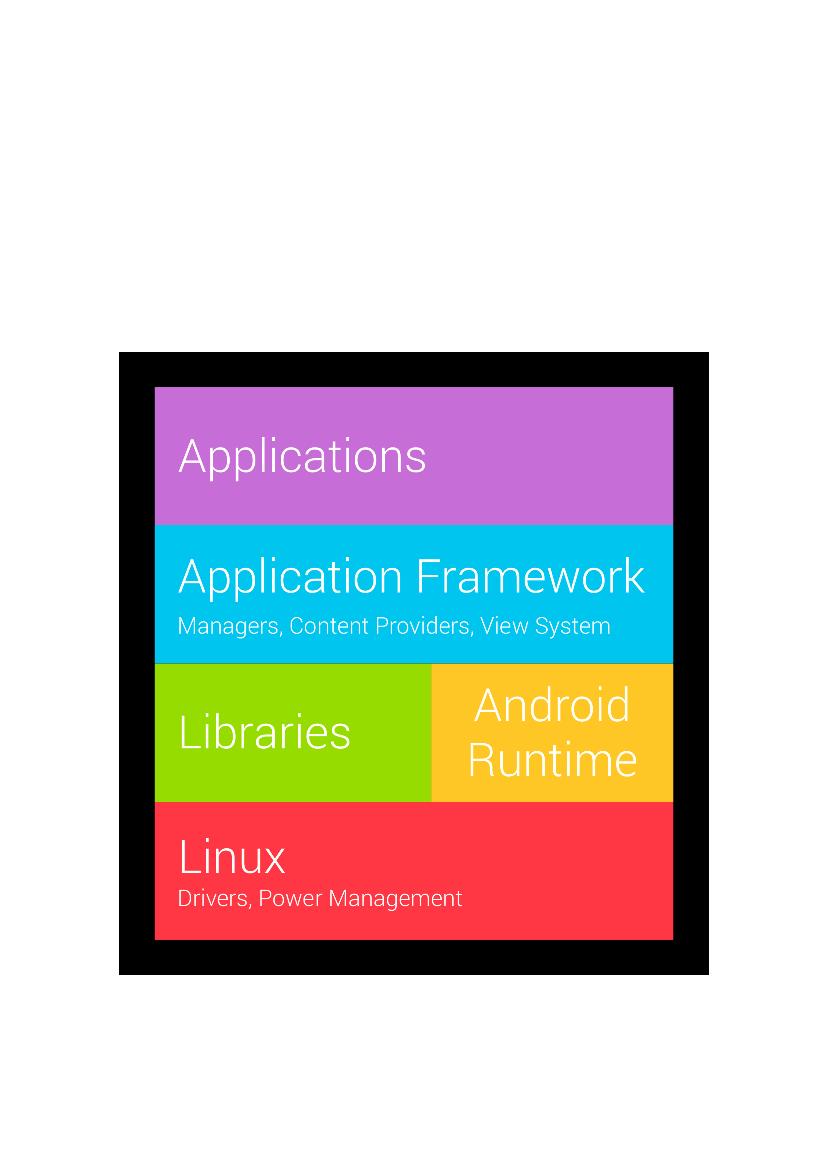 Applications
Application Framework
Managers, Content Providers, View System
Libraries
Android
Runtime
Linux
Drivers, Power Management